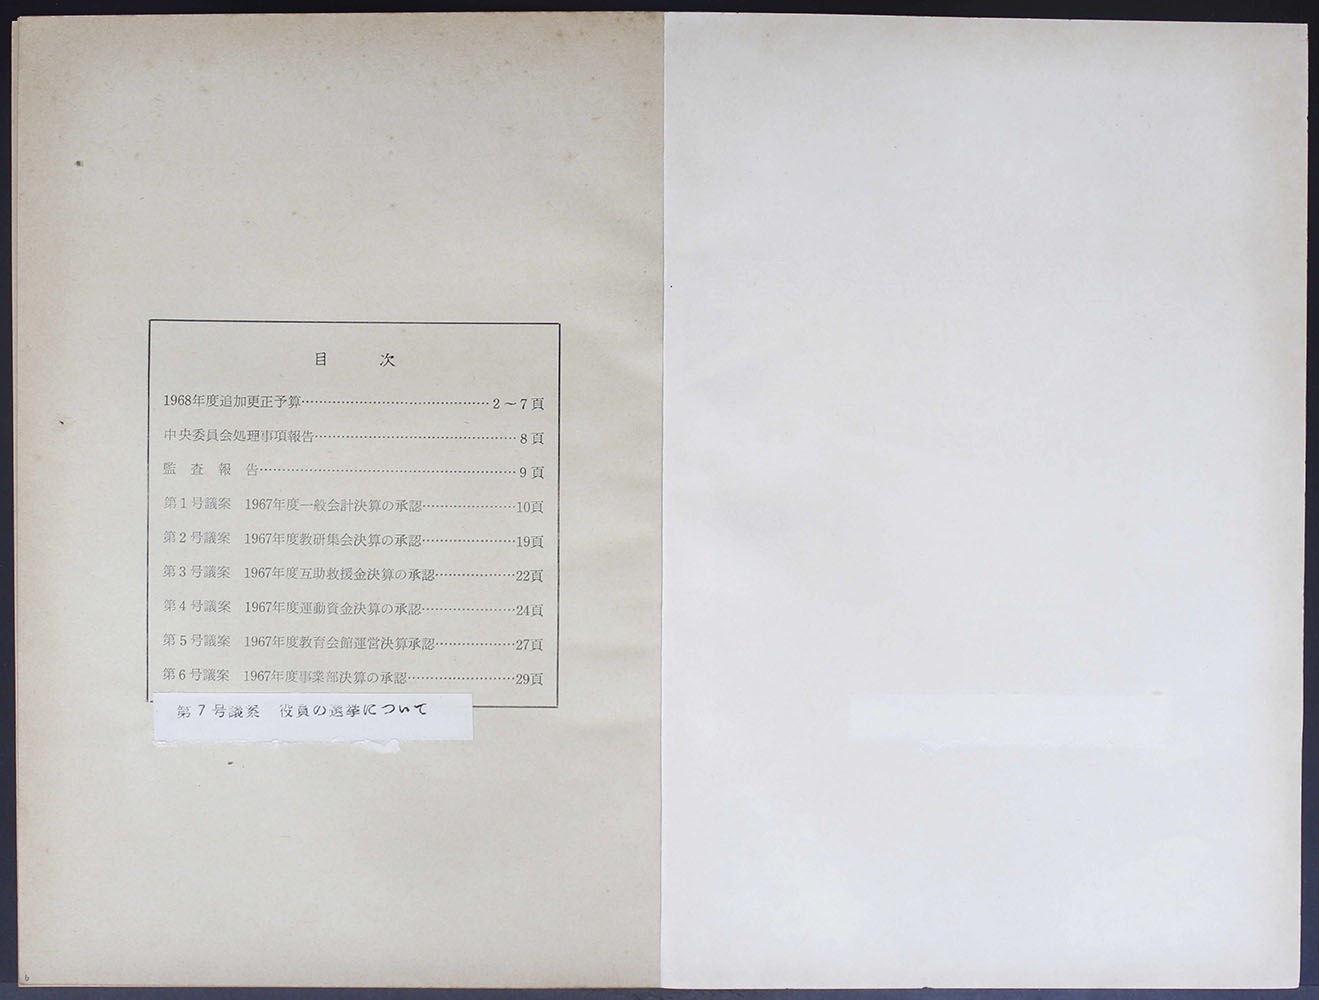 目　次
1968年度追加更正予算……………………………………2～7頁
中央委員会処理事項報告……………………………………8頁
監　査　報　告……………………………………9頁
第1号議案　1967年度一般会計決算の承認…………………10頁
第2号議案　1967年度教研集会決算の承認…………………19頁
第3号議案　1967年度互助救援金決算の承認………………22頁
第4号議案　1967年度運動資金決算の承認…………………24頁
第5号議案　1967年度教育会館運営決算承認………………27頁
第6号議案　1967年度事業部決算の承認……………………29頁
第7号議案　役員の選挙について
6